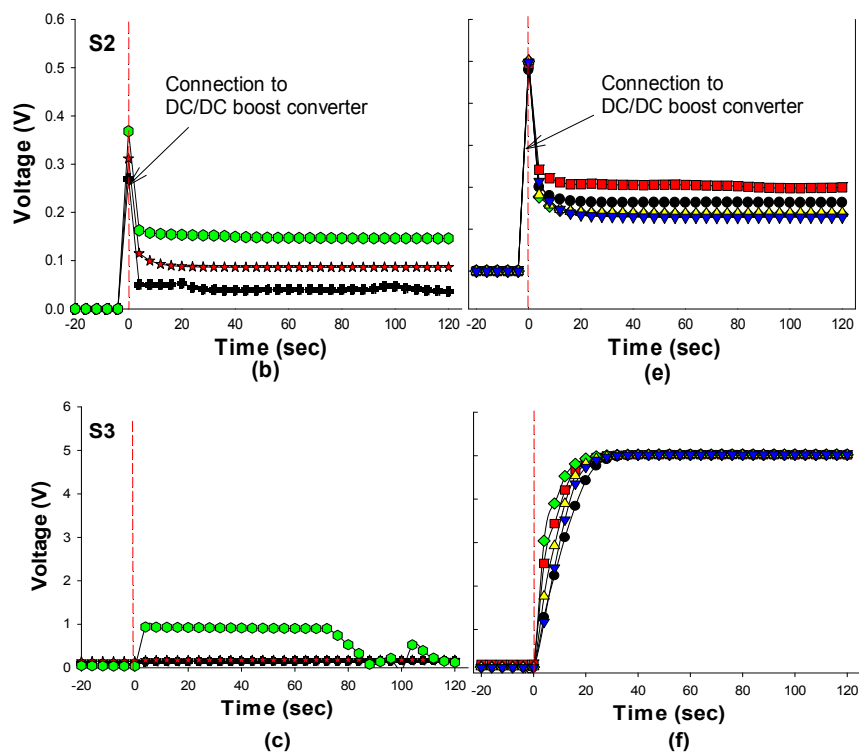 S2
Voltage (V)
0.6
0.5
0.4
0.3
0.2
0.1
0.0
Connection to
DC/DC boost converter
-20 0 20 40 60 80 100 120
Time (sec)
(b)
Connection to
DC/DC boost converter
-20 0 20 40 60 80 100 120
Time (sec)
(e)
S3
Voltage (V)
6
5
4
3
2
1
0
-20 0 20 40 60 80 100 120
Time (sec)
(c)
-20 0 20 40 60 80 100 120
Time (sec)
(f)